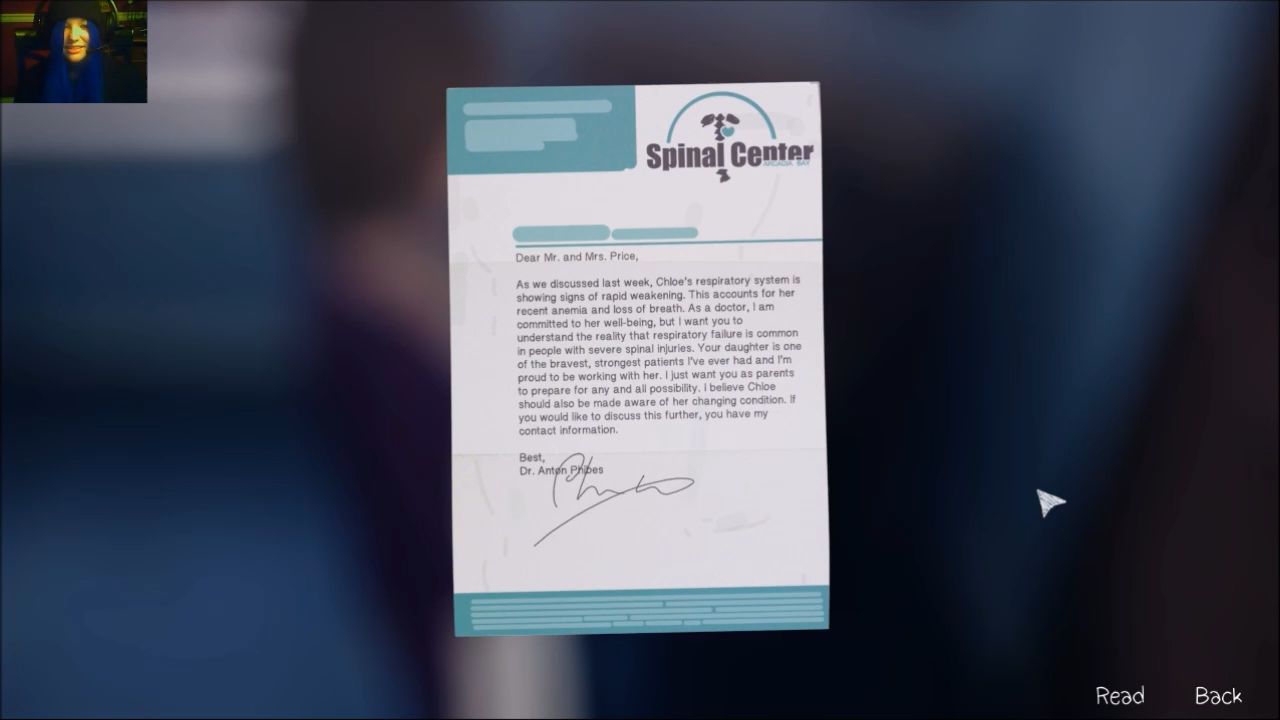 Spinal Center
ARCADIA BAY
Dear Mr. and Mrs. Price,
As we discussed last week, Chloe's respiratory system is
showing signs of rapid weakening. This accounts for her
recent anemia and loss of breath. As a doctor, I am
committed to her well-being, but I want you to
understand the reality that respiratory failure is common
in people with severe spinal injuries. Your daughter is one
of the bravest, strongest patients I've ever had and I'm
proud to be working with her. I just want you as parents
to prepare for any and all possibility. I believe Chloe
should also be made aware of her changing condition. If
you would like to discuss this further, you have my
contact information.
Best,
Dr. Anton Phibes
Read Back